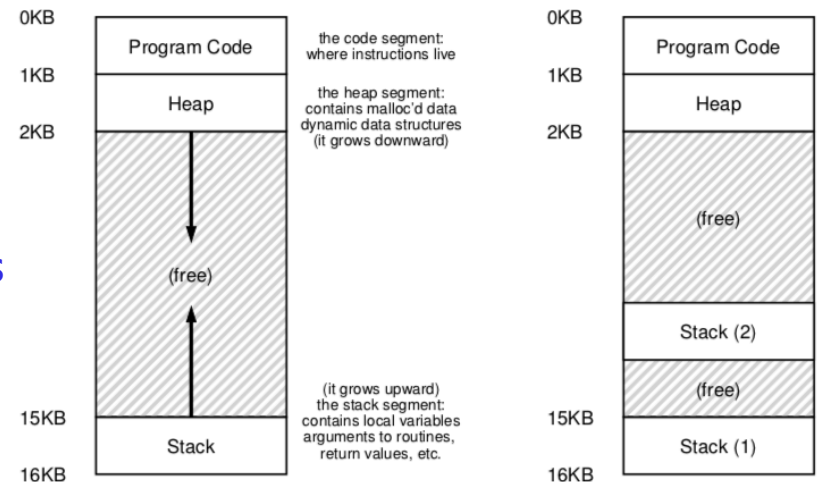 0KB
Program Code
the code segment:
where instructions live
1KB
Heap
the heap segment:
contains malloc'd data
dynamic data structures
(it grows downward)
2KB
(free)
s
(it grows upward)
the stack segment:
contains local variables
arguments to routines,
return values, etc.
15KB
Stack
16KB
0KB
Program Code
1KB
Heap
2KB
(free)
Stack (2)
(free)
15KB
Stack (1)
16KB